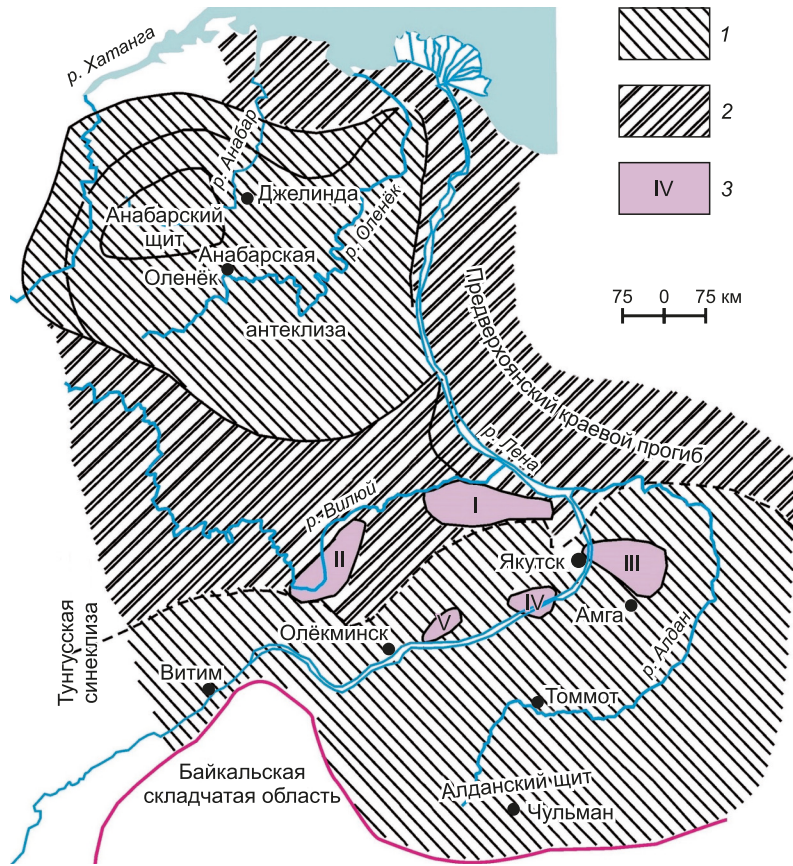 р. Хатанга
р. Анабар
Джелинда
Анабарский
щит
Анабарская
Оленёк
р. Оленёк
антеклиза
Предверхоянский краевой прогиб
р. Лена
р. Вилюй
I
II
III
IV
V
Якутск
Амга
р. Алдан
Олёкминск
Тунгусская
синеклиза
Витим
Томмот
Байкальская
складчатая область
Алданский щит
Чульман
1
2
IV 3
75 0 75 км